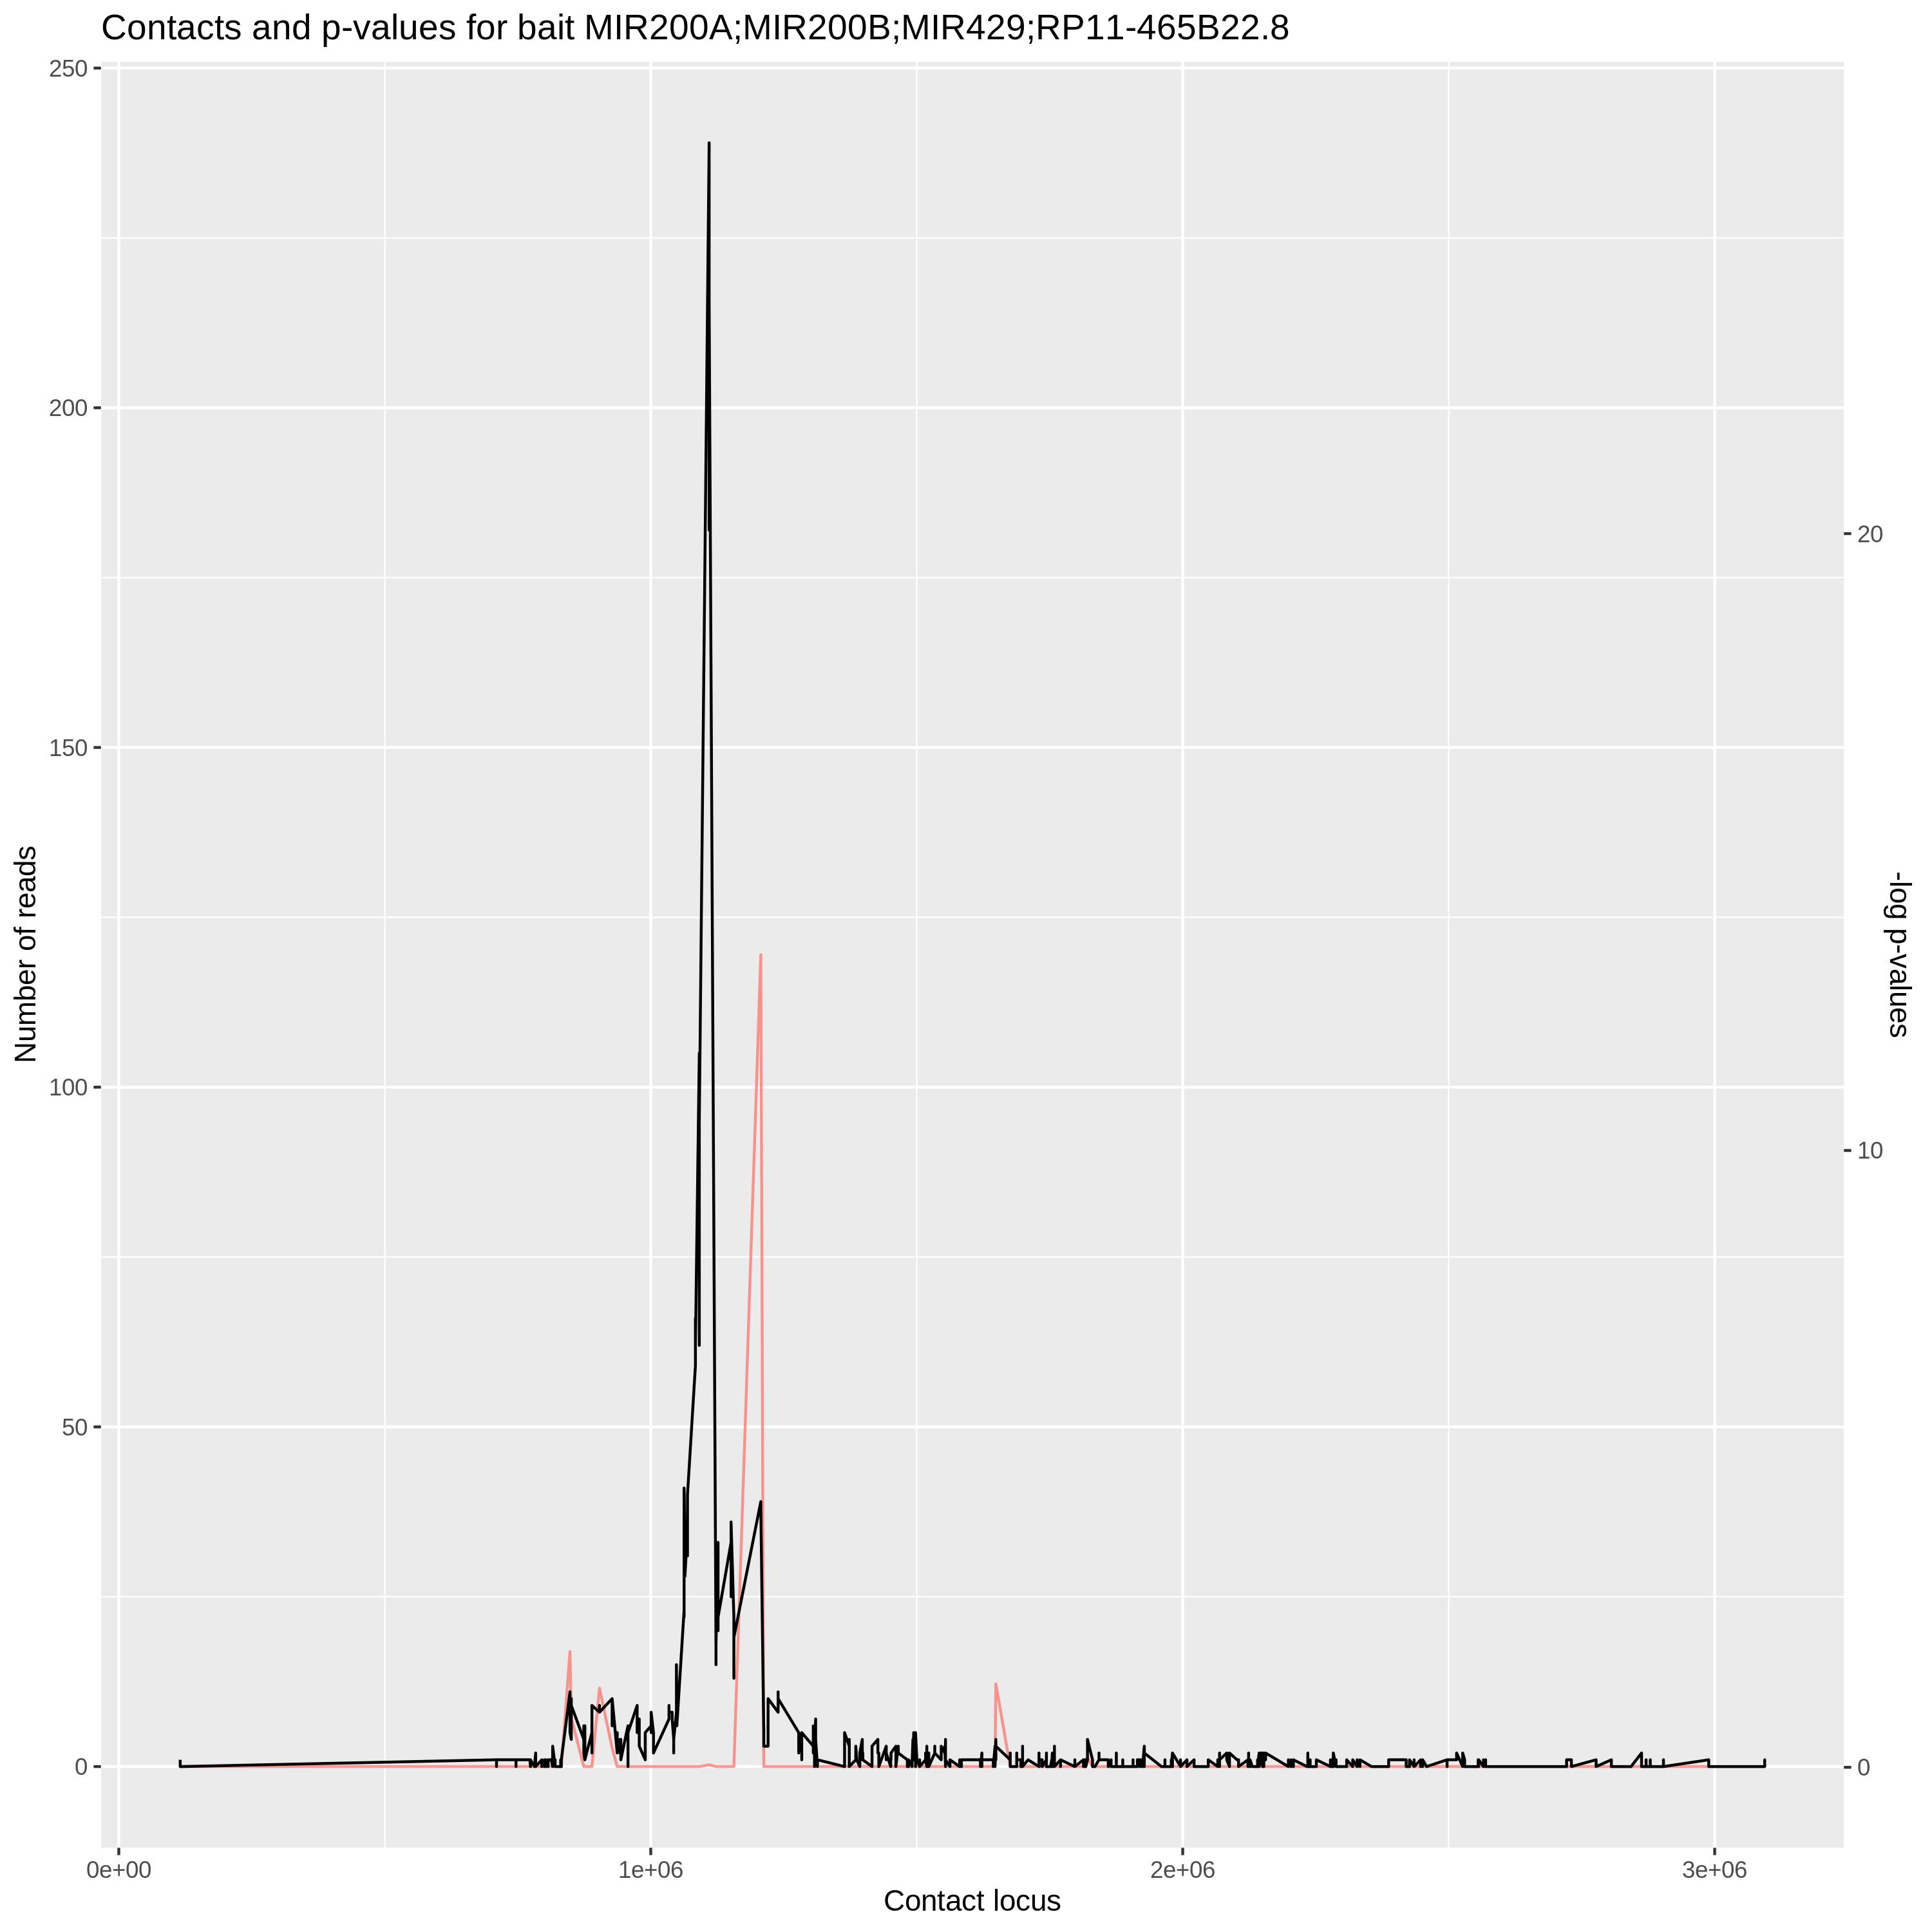 Contacts and p-values for bait MIR200A;MIR200B;MIR429;RP11-465B22.8
250
200
150
100
50
0
Number of reads
20
10
0
-log p-values
0e+00
1e+06
2e+06
3e+06
Contact locus